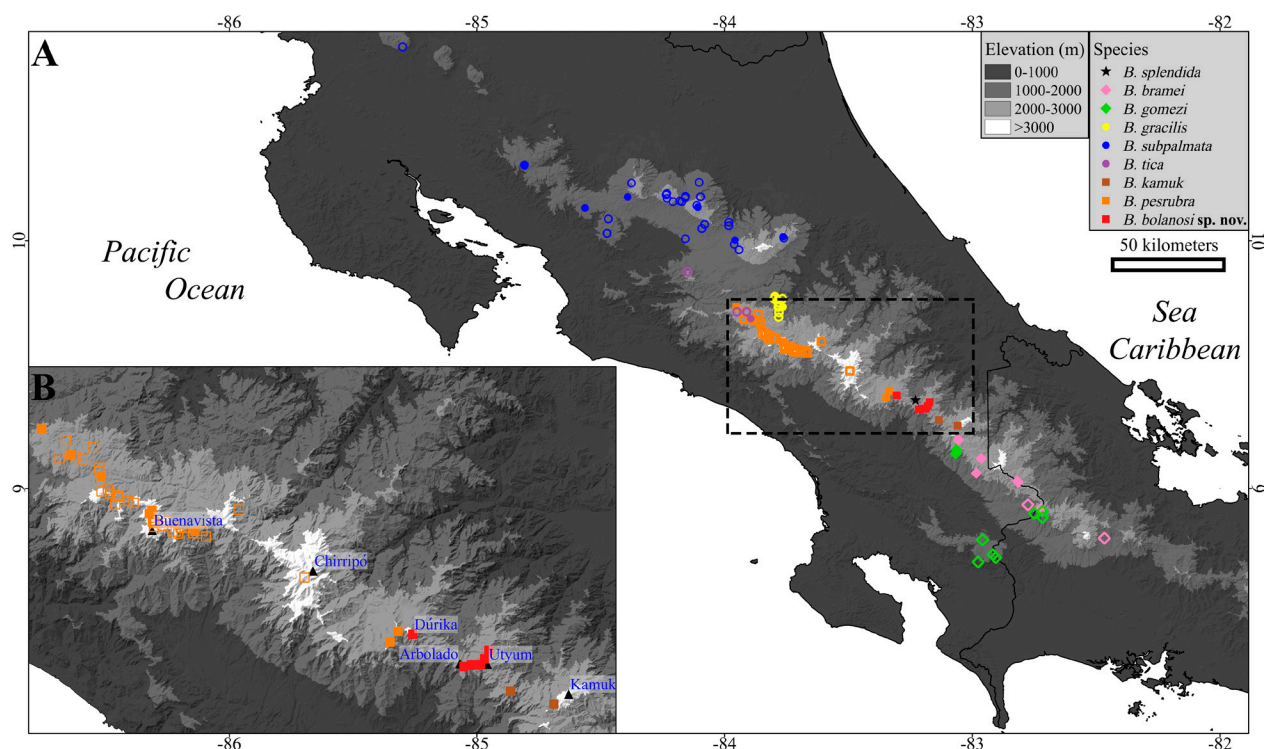 -86 -85 -84 -83 -82
A
Elevation (m)
0-1000
1000-2000
2000-3000
>3000
Species
B. splendida
B. bramei
B. gomezi
B. gracilis
B. subpalmata
B. tica
B. kamuk
B. pesrubra
B. bolanosi sp. nov.
50 kilometers
10 10
Pacific
Ocean
Sea
Caribbean
B
Buenavista
Chirripó
Dúrika
Arbolado
Utyum
Kamuk
9 9
-86 -85 -84 -83 -82